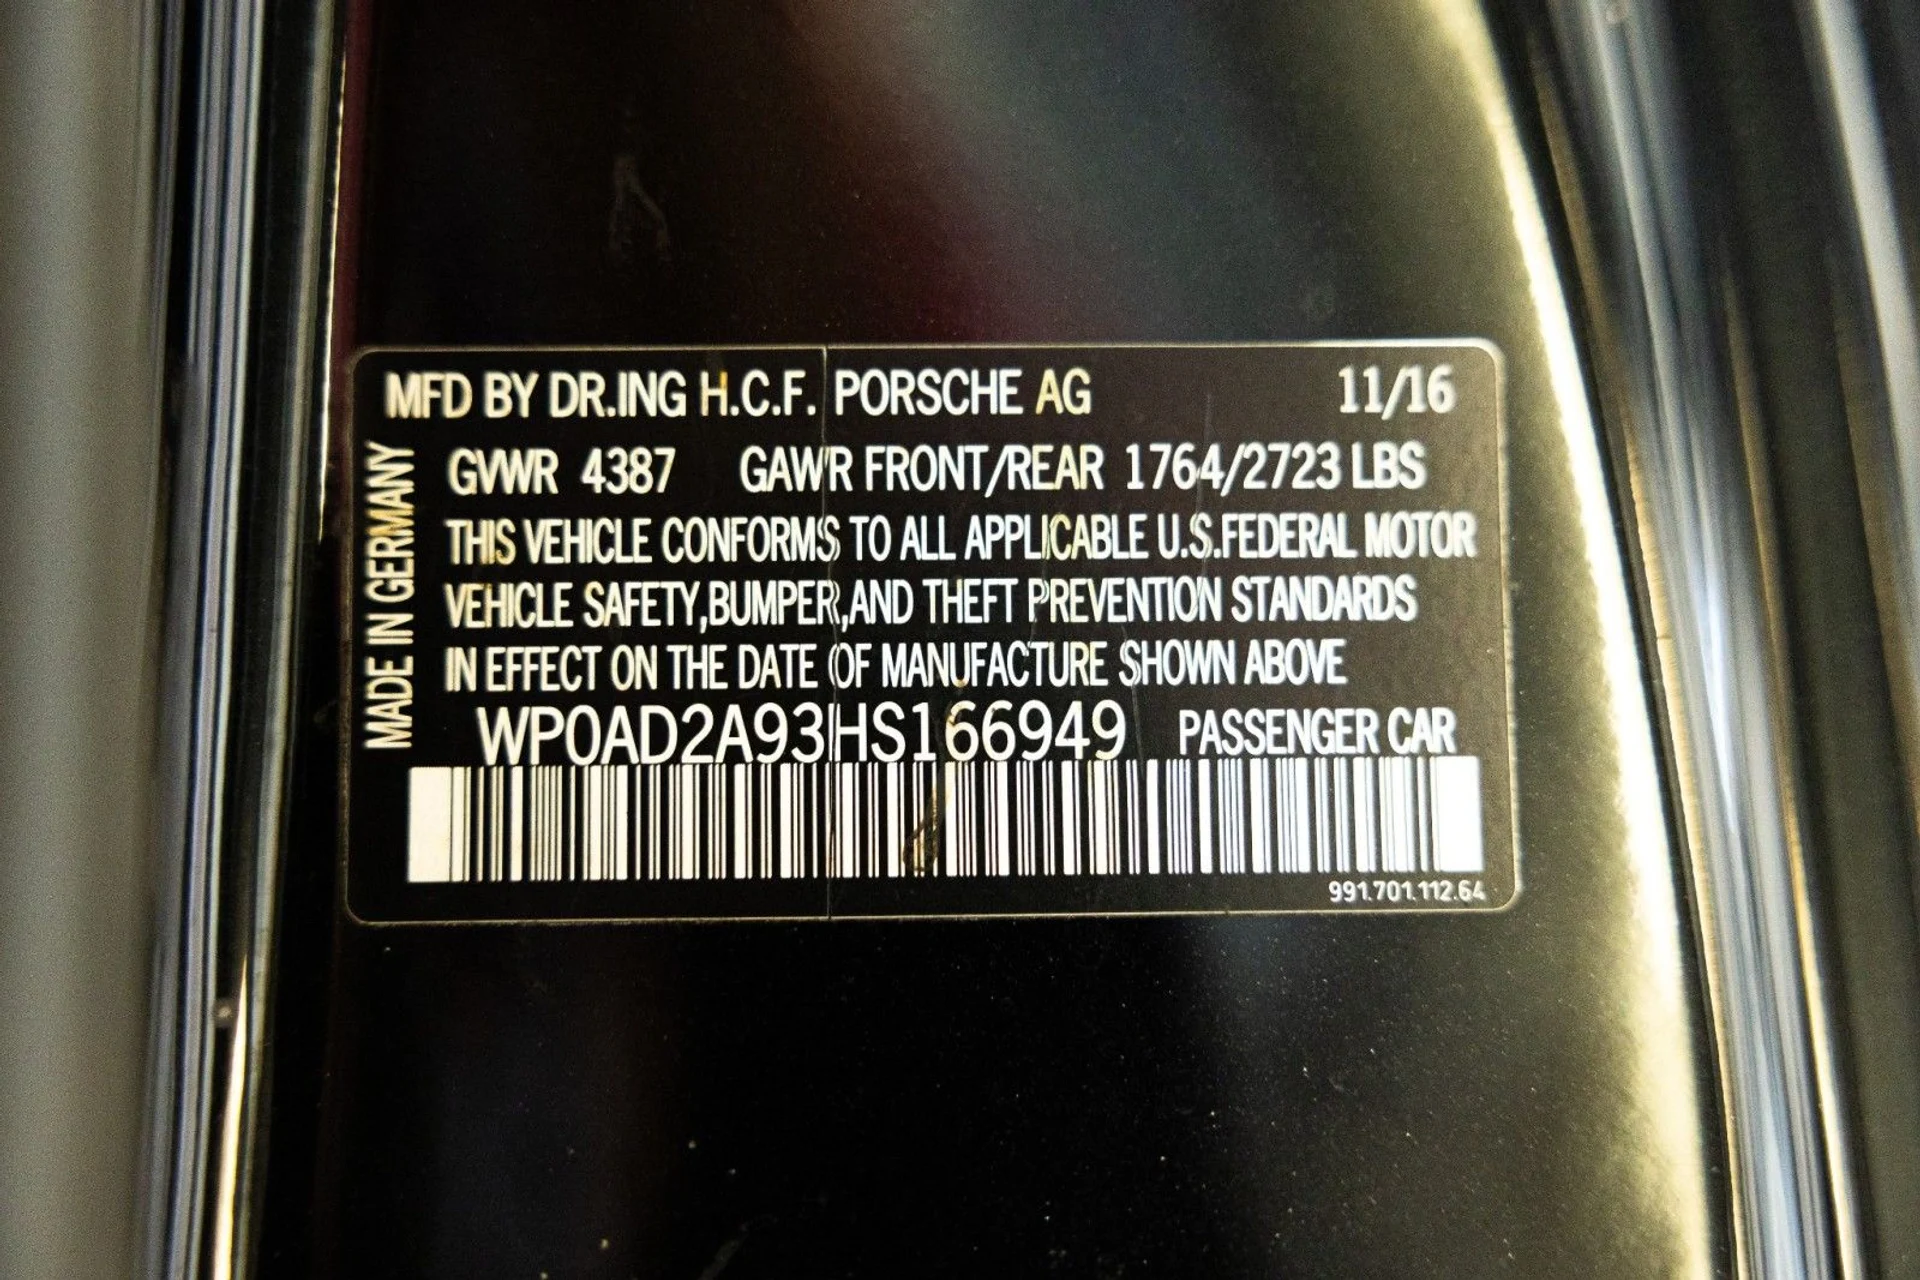 MFD BY DR.ING H.C.F. PORSCHE AG 11/16
GVWR 4387 GAWR FRONT/REAR 1764/2723 LBS
THIS VEHICLE CONFORMS TO ALL APPLICABLE U.S.FEDERAL MOTOR
VEHICLE SAFETY,BUMPER,AND THEFT PREVENTION STANDARDS
IN EFFECT ON THE DATE OF MANUFACTURE SHOWN ABOVE
WP0AD2A93HS166949 PASSENGER CAR
991.701.112.64
MADE IN GERMANY